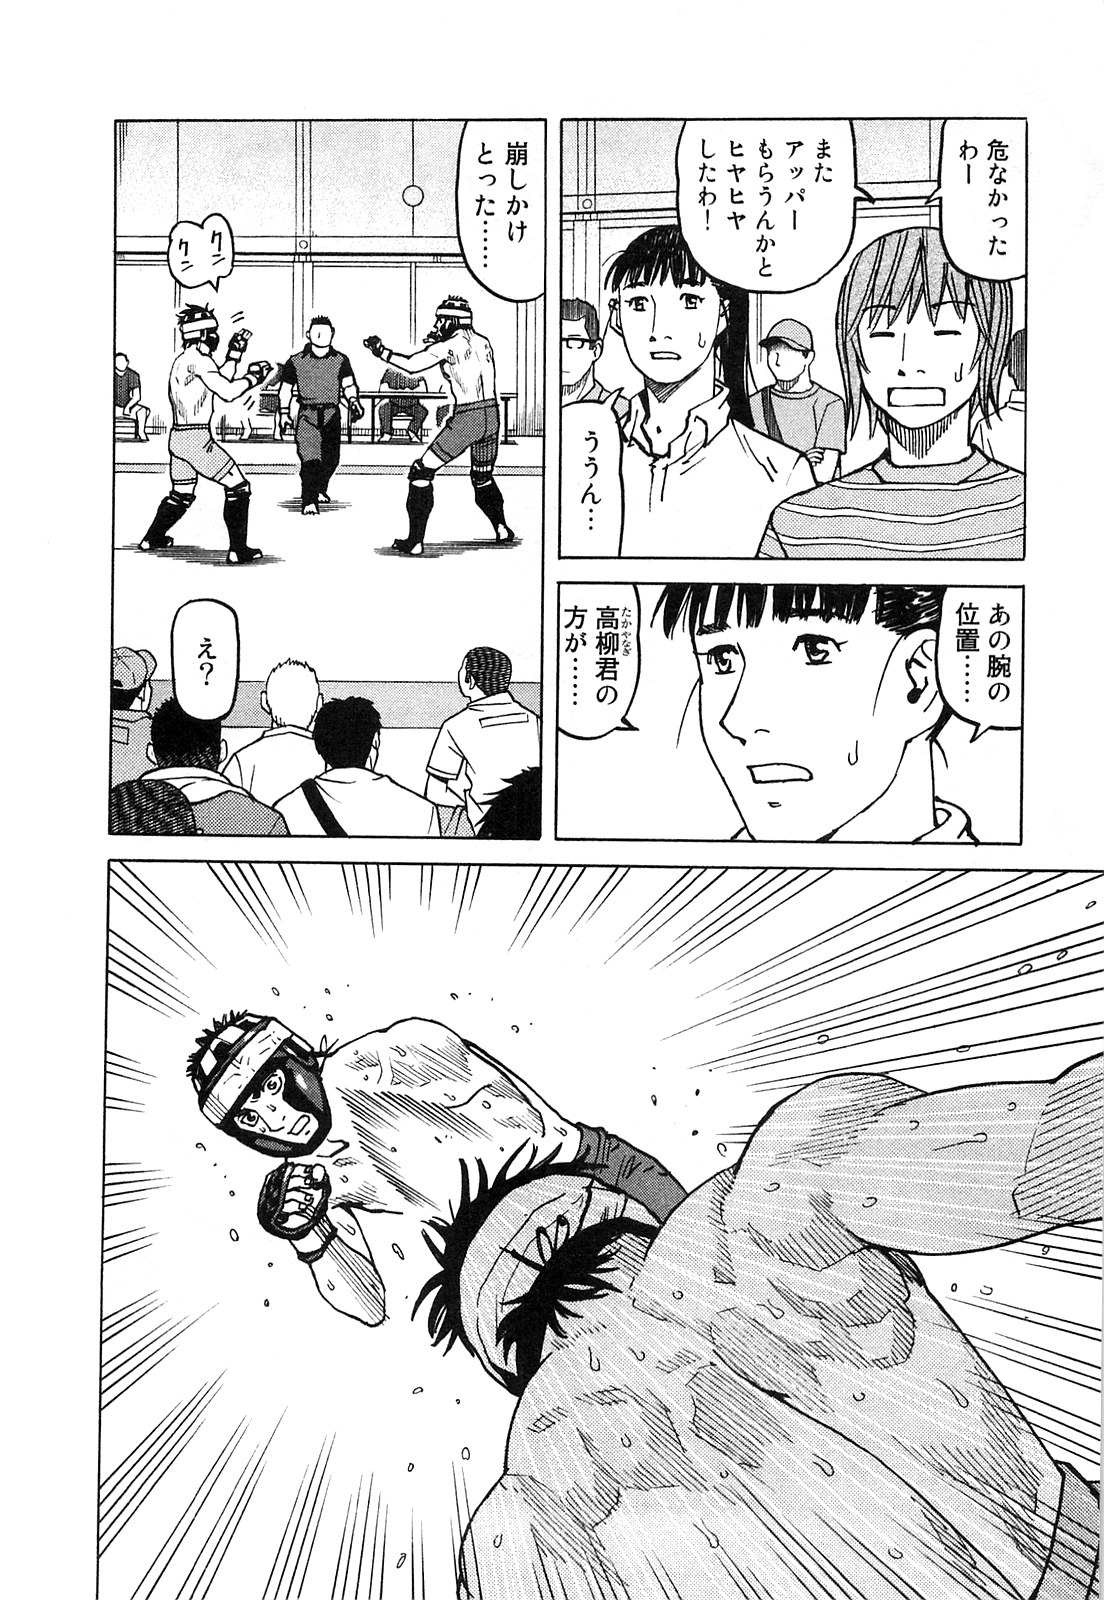 危なかった
わー
また
アッパー
もらうんかと
ヒヤヒヤ
したわ！
ううん…
あの腕の
位置……
高柳君の
たかやなぎ
方が……
崩しかけ
とった……
クン
クン
え？